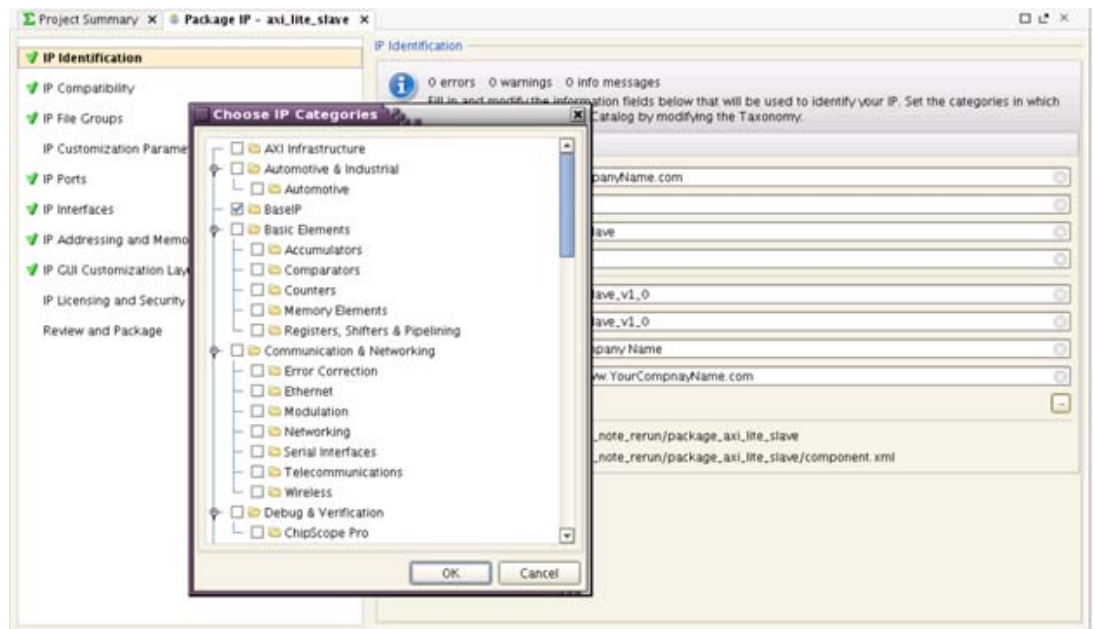 Σ Project Summary × Package IP - axi_lite_slave ×
IP Identification
IP Compatibility
IP File Groups
IP Customization Parame
IP Ports
IP Interfaces
IP Addressing and Memo
IP GUI Customization Lay
IP Licensing and Security
Review and Package
IP Identification
0 errors 0 warnings 0 info messages
Fill in and modify the information fields below that will be used to identify your IP. Set the categories in which
Catalog by modifying the Taxonomy.
panyName.com
lave
lave_v1_0
lave_v1_0
pany Name
ww.YourCompnayName.com
_note_rerun/package_axi_lite_slave
_note_rerun/package_axi_lite_slave/component.xml
Choose IP Categories
AXI Infrastructure
Automotive & Industrial
Automotive
BaseIP
Basic Elements
Accumulators
Comparators
Counters
Memory Elements
Registers, Shifters & Pipelining
Communication & Networking
Error Correction
Ethernet
Modulation
Networking
Serial Interfaces
Telecommunications
Wireless
Debug & Verification
ChipScope Pro
OK Cancel